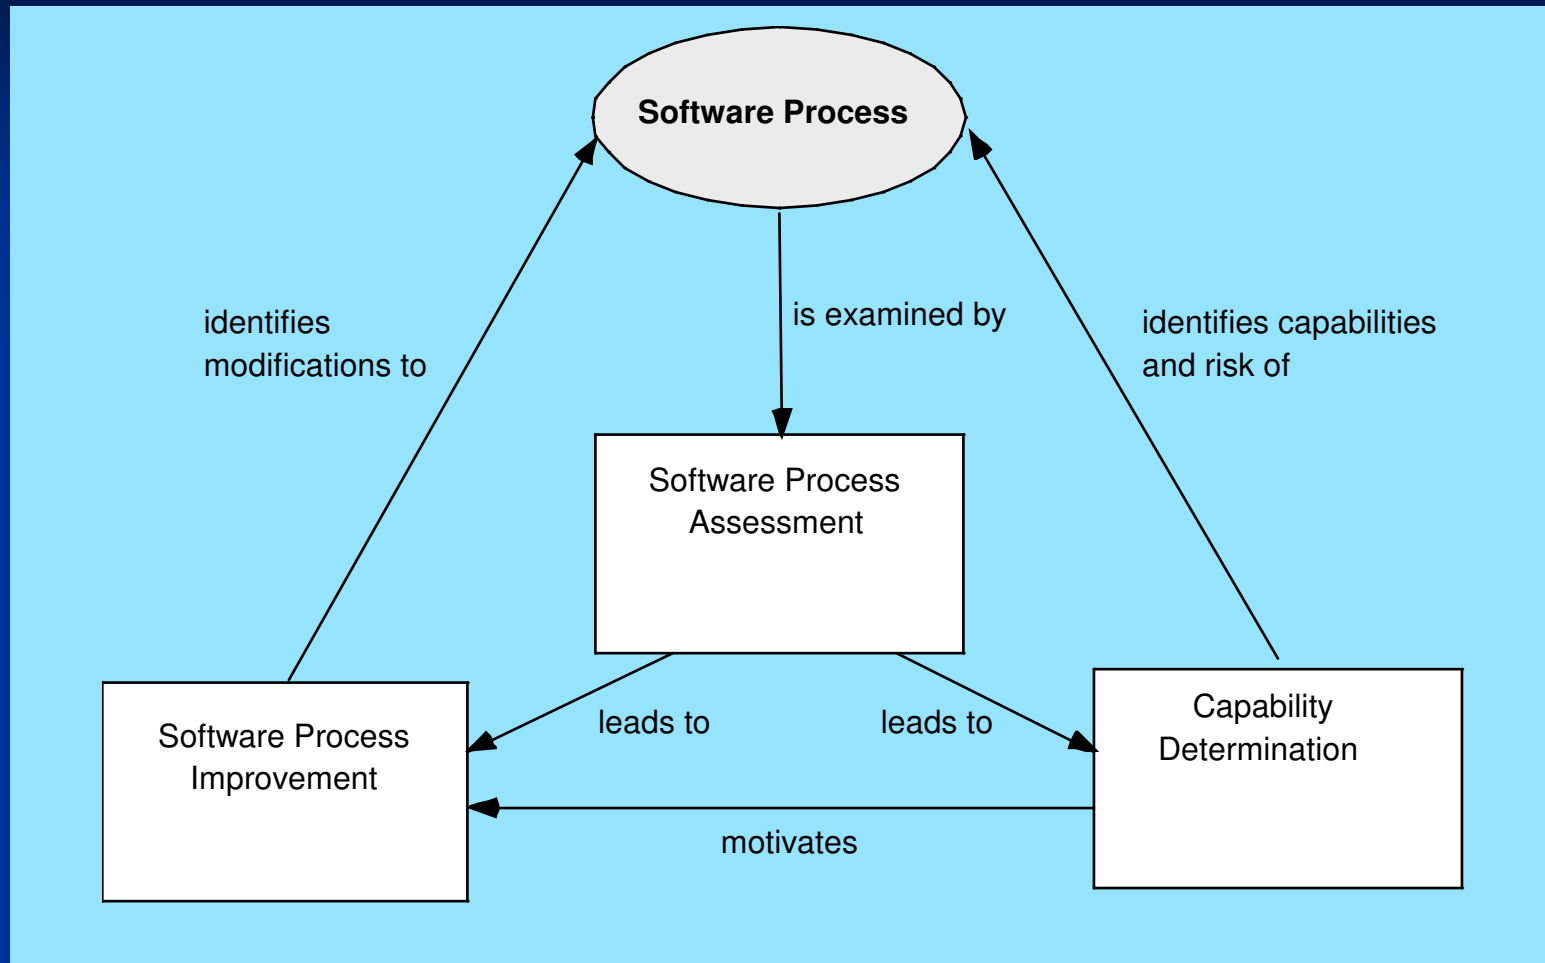 Software Process
identifies
modifications to
is examined by
identifies capabilities
and risk of
Software Process
Assessment
leads to
leads to
Software Process
Improvement
Capability
Determination
motivates